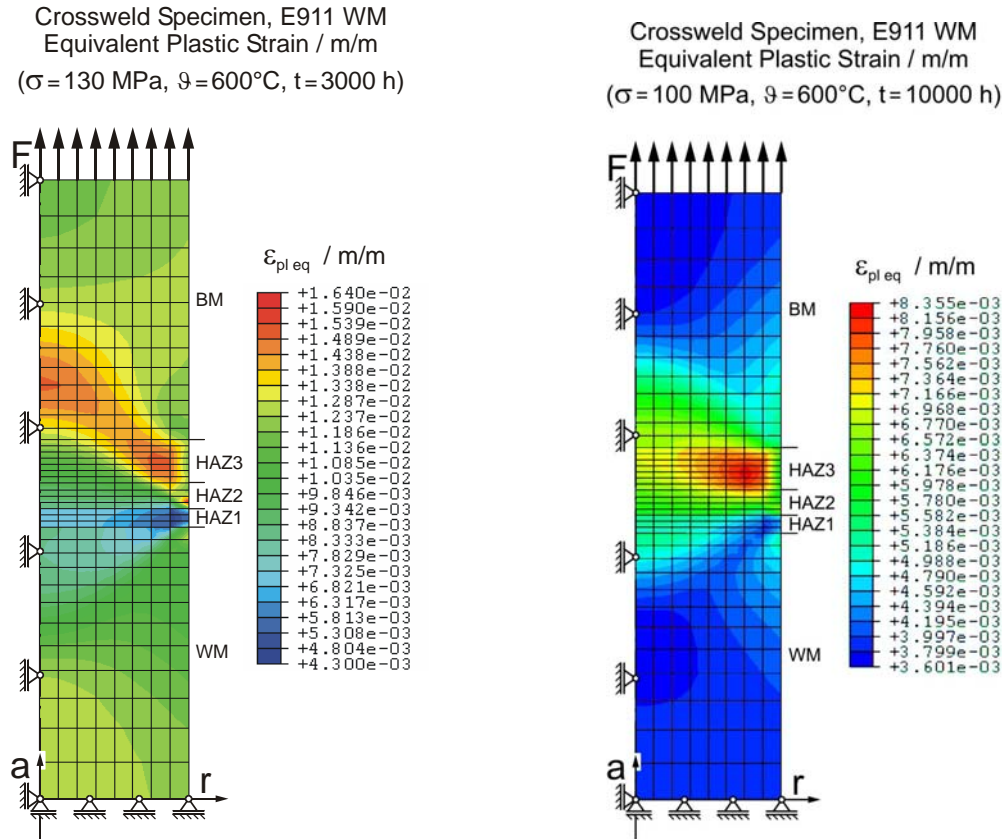 Crossweld Specimen, E911 WM
Equivalent Plastic Strain / m/m
(σ=130 MPa, ϑ=600°C, t=3000 h)
F
ε pl eq / m/m
+1.640e-02
+1.590e-02
+1.539e-02
+1.489e-02
+1.438e-02
+1.388e-02
+1.338e-02
+1.287e-02
+1.237e-02
+1.186e-02
+1.136e-02
+1.085e-02
+1.035e-02
+9.846e-03
+9.342e-03
+8.837e-03
+8.333e-03
+7.829e-03
+7.325e-03
+6.821e-03
+6.317e-03
+5.813e-03
+5.308e-03
+4.804e-03
+4.300e-03
BM
HAZ3
HAZ2
HAZ1
WM
a
r
Crossweld Specimen, E911 WM
Equivalent Plastic Strain / m/m
(σ=100 MPa, ϑ=600°C, t=10000 h)
F
ε pl eq / m/m
+8.355e-03
+8.156e-03
+7.958e-03
+7.760e-03
+7.562e-03
+7.364e-03
+7.166e-03
+6.968e-03
+6.770e-03
+6.572e-03
+6.374e-03
+6.176e-03
+5.978e-03
+5.780e-03
+5.582e-03
+5.384e-03
+5.186e-03
+4.988e-03
+4.790e-03
+4.592e-03
+4.394e-03
+4.195e-03
+3.997e-03
+3.799e-03
+3.601e-03
BM
HAZ3
HAZ2
HAZ1
WM
a
r